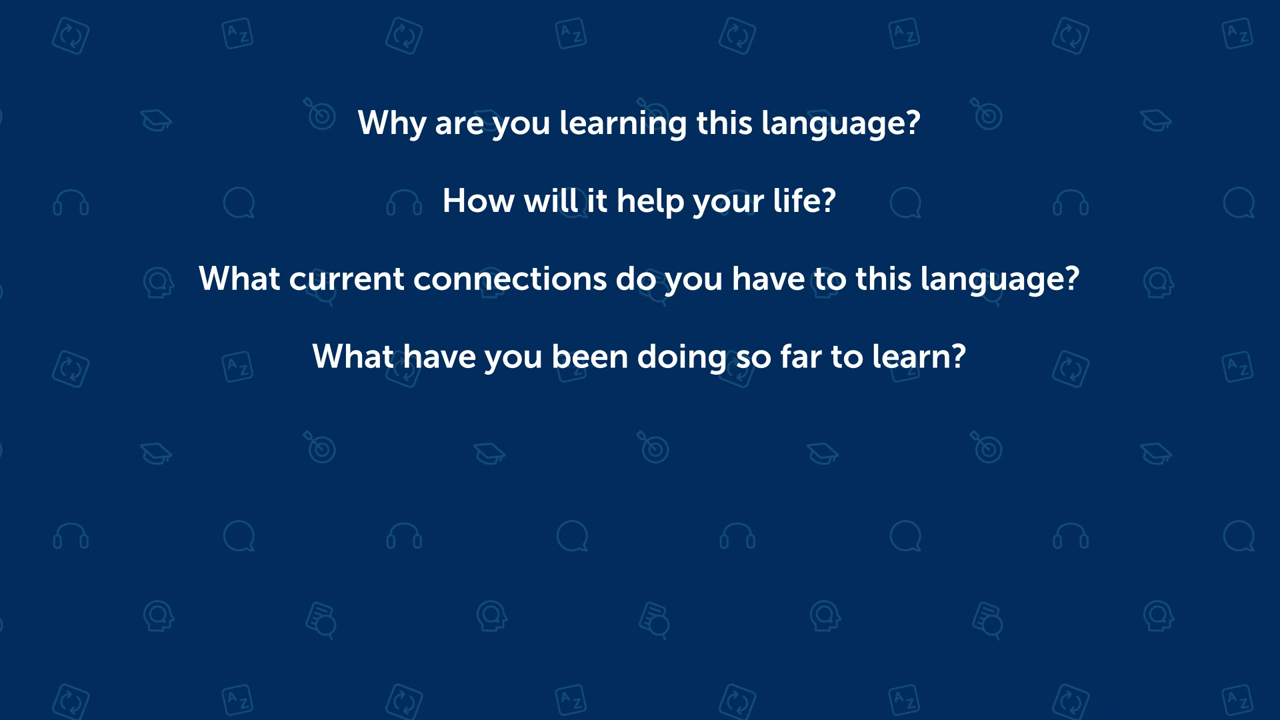 Why are you learning this language?
How will it help your life?
What current connections do you have to this language?
What have you been doing so far to learn?